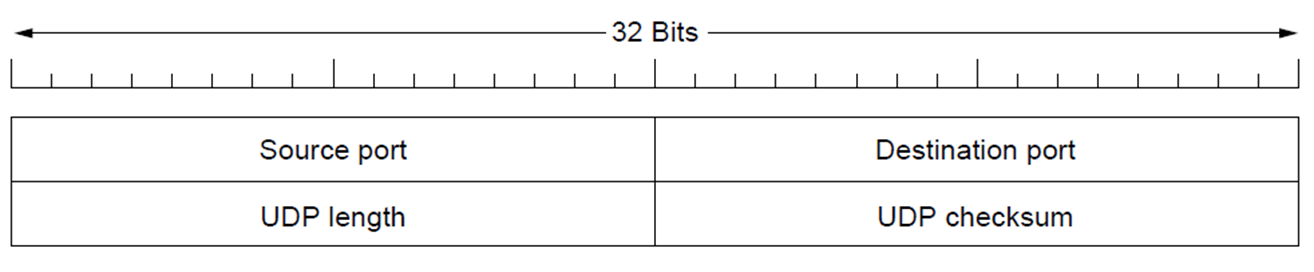 32 Bits
Source port
Destination port
UDP length
UDP checksum